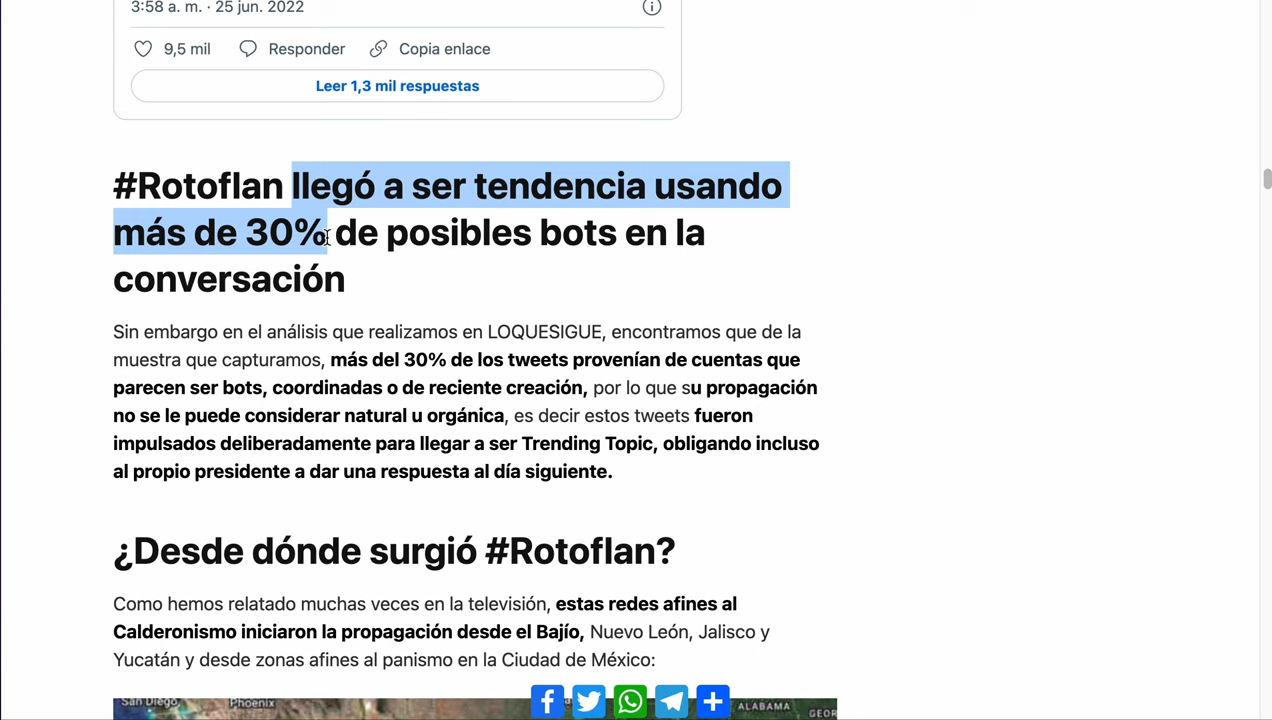 3:58 a. m. · 25 jun. 2022
9,5 mil Responder Copia enlace
Leer 1,3 mil respuestas
#Rotoflan llegó a ser tendencia usando
más de 30% de posibles bots en la
conversación
Sin embargo en el análisis que realizamos en LOQUESIGUE, encontramos que de la
muestra que capturamos, más del 30% de los tweets provenían de cuentas que
parecen ser bots, coordinadas o de reciente creación, por lo que su propagación
no se le puede considerar natural u orgánica, es decir estos tweets fueron
impulsados deliberadamente para llegar a ser Trending Topic, obligando incluso
al propio presidente a dar una respuesta al día siguiente.
¿Desde dónde surgió #Rotoflan?
Como hemos relatado muchas veces en la televisión, estas redes afines al
Calderonismo iniciaron la propagación desde el Bajío, Nuevo León, Jalisco y
Yucatán y desde zonas afines al panismo en la Ciudad de México:
San Diego Phoenix ALABAMA GEOR